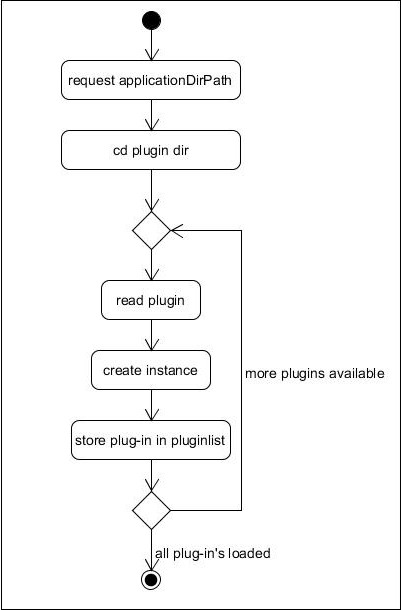 request applicationDirPath
cd plugin dir
read plugin
create instance
more plugins available
store plug-in in pluginlist
all plug-in's loaded